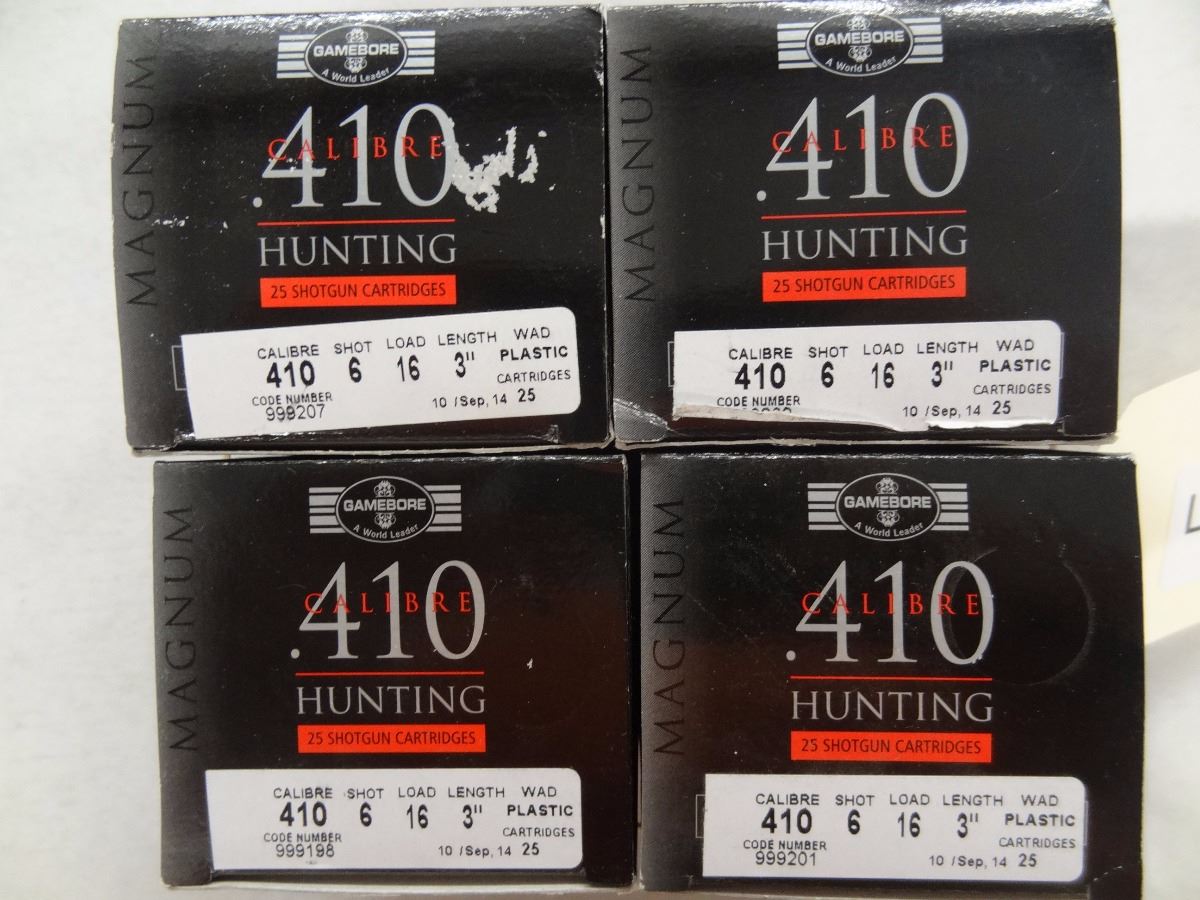 MAGNUM
GAMEBORE
A World Leader
.410
CALIBRE
HUNTING
25 SHOTGUN CARTRIDGES
CALIBRE SHOT LOAD LENGTH WAD
410 6 16 3" PLASTIC
CODE NUMBER CARTRIDGES
999207 10 /Sep, 14 25
MAGNUM
GAMEBORE
A World Leader
.410
CALIBRE
HUNTING
25 SHOTGUN CARTRIDGES
CALIBRE SHOT LOAD LENGTH WAD
410 6 16 3" PLASTIC
CODE NUMBER CARTRIDGES
10 /Sep, 14 25
MAGNUM
GAMEBORE
A World Leader
.410
CALIBRE
HUNTING
25 SHOTGUN CARTRIDGES
CALIBRE SHOT LOAD LENGTH WAD
410 6 16 3" PLASTIC
CODE NUMBER CARTRIDGES
999198 10 /Sep, 14 25
MAGNUM
GAMEBORE
A World Leader
.410
CALIBRE
HUNTING
25 SHOTGUN CARTRIDGES
CALIBRE SHOT LOAD LENGTH WAD
410 6 16 3" PLASTIC
CODE NUMBER CARTRIDGES
999201 10 /Sep, 14 25